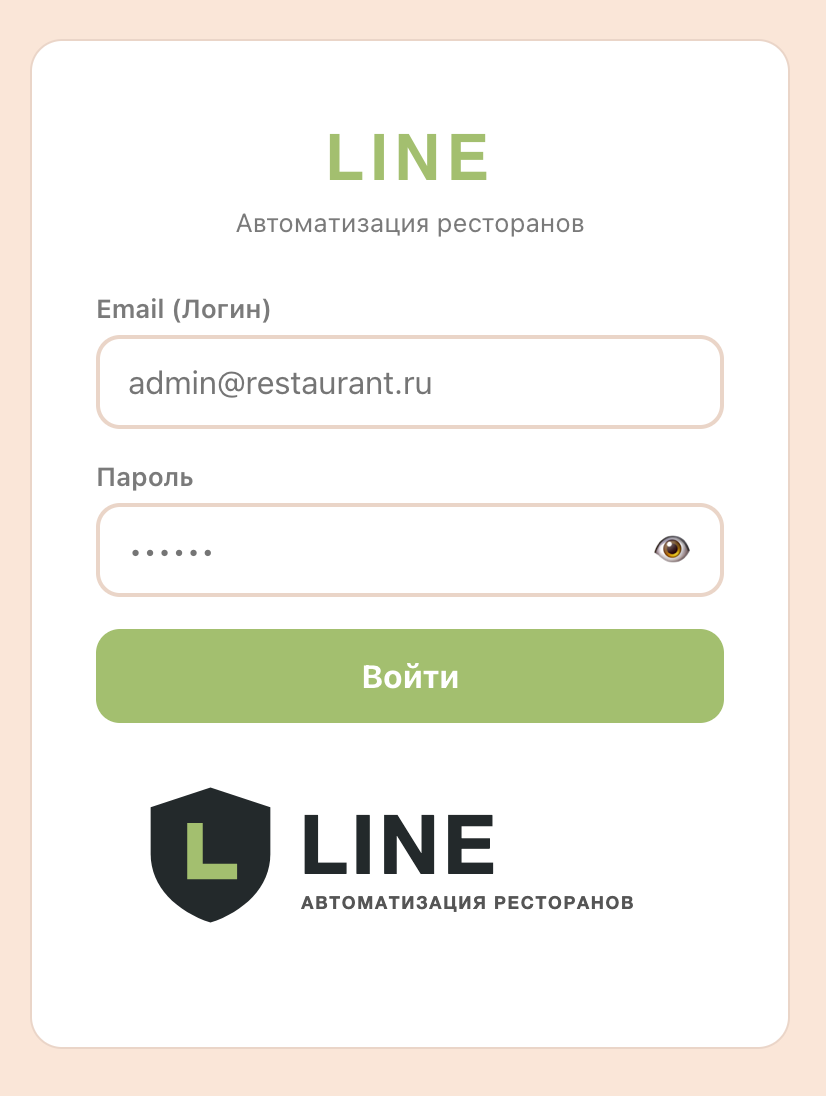 LINE
Автоматизация ресторанов
Email (Логин)
admin@restaurant.ru
Пароль
••••••
Войти
L
LINE
АВТОМАТИЗАЦИЯ РЕСТОРАНОВ